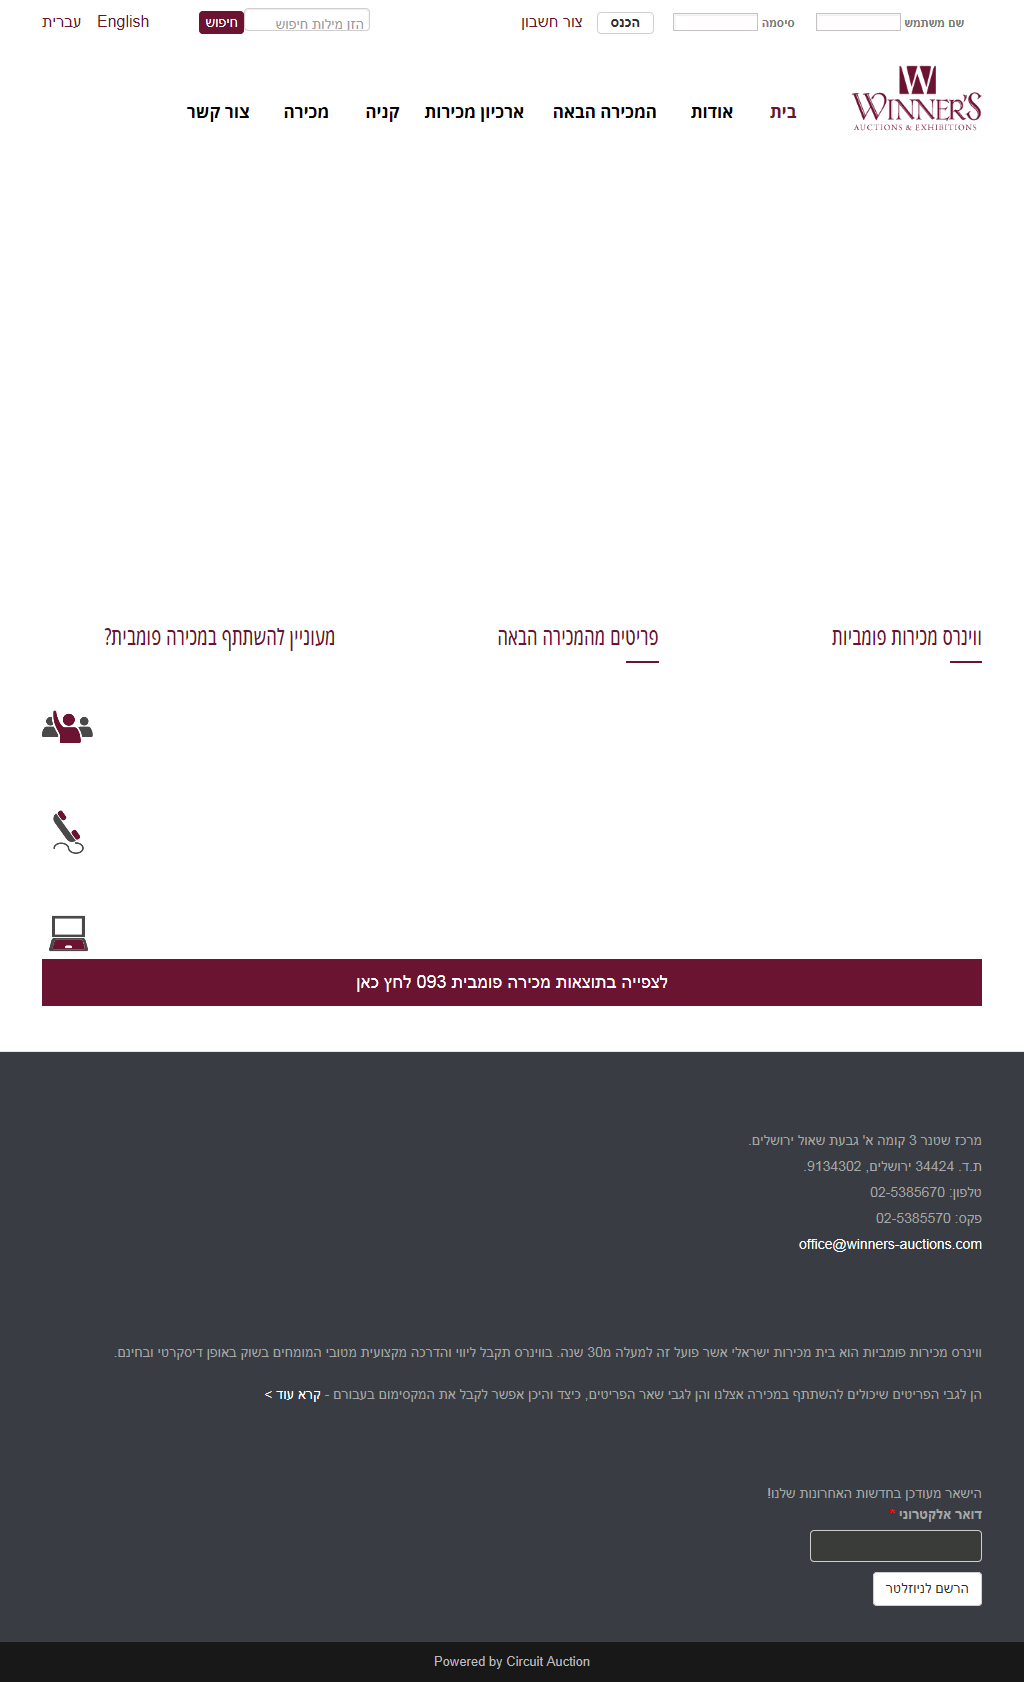 שם משתמש
סיסמה
הכנס
צור חשבון
הזן מילות חיפוש
חיפוש
English
עברית
WINNER'S
AUCTIONS & EXHIBITIONS
בית
אודות
המכירה הבאה
ארכיון מכירות
קניה
מכירה
צור קשר
ווינרס מכירות פומביות
פריטים מהמכירה הבאה
מעוניין להשתתף במכירה פומבית?
לצפייה בתוצאות מכירה פומבית 093 לחץ כאן
מרכז שטנר 3 קומה א' גבעת שאול ירושלים.
ת.ד. 34424 ירושלים, 9134302.
טלפון: 02-5385670
פקס: 02-5385570
office@winners-auctions.com
ווינרס מכירות פומביות הוא בית מכירות ישראלי אשר פועל זה למעלה מ30 שנה. בווינרס תקבל ליווי והדרכה מקצועית מטובי המומחים בשוק באופן דיסקרטי ובחינם.
הן לגבי הפריטים שיכולים להשתתף במכירה אצלנו והן לגבי שאר הפריטים, כיצד והיכן אפשר לקבל את המקסימום בעבורם - קרא עוד >
הישאר מעודכן בחדשות האחרונות שלנו!
דואר אלקטרוני *
הרשם לניוזלטר
Powered by Circuit Auction